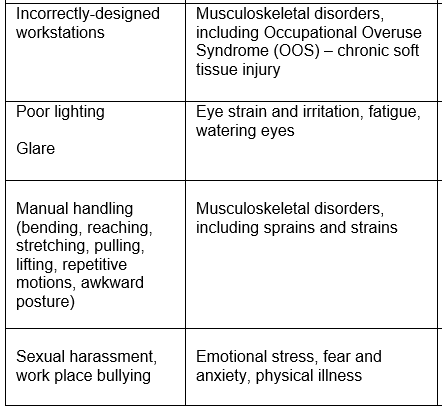 Incorrectly-designed
workstations
Musculoskeletal disorders,
including Occupational Overuse
Syndrome (OOS) – chronic soft
tissue injury
Poor lighting
Glare
Eye strain and irritation, fatigue,
watering eyes
Manual handling
(bending, reaching,
stretching, pulling,
lifting, repetitive
motions, awkward
posture)
Musculoskeletal disorders,
including sprains and strains
Sexual harassment,
work place bullying
Emotional stress, fear and
anxiety, physical illness